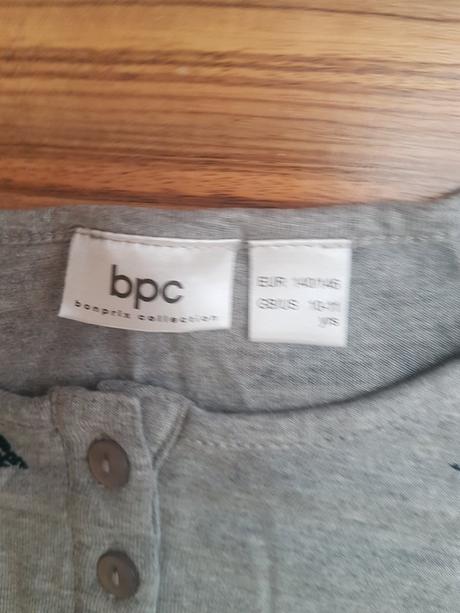 bpc
bonprix collection
EUR 140/146
GB/US 10-11
yrs